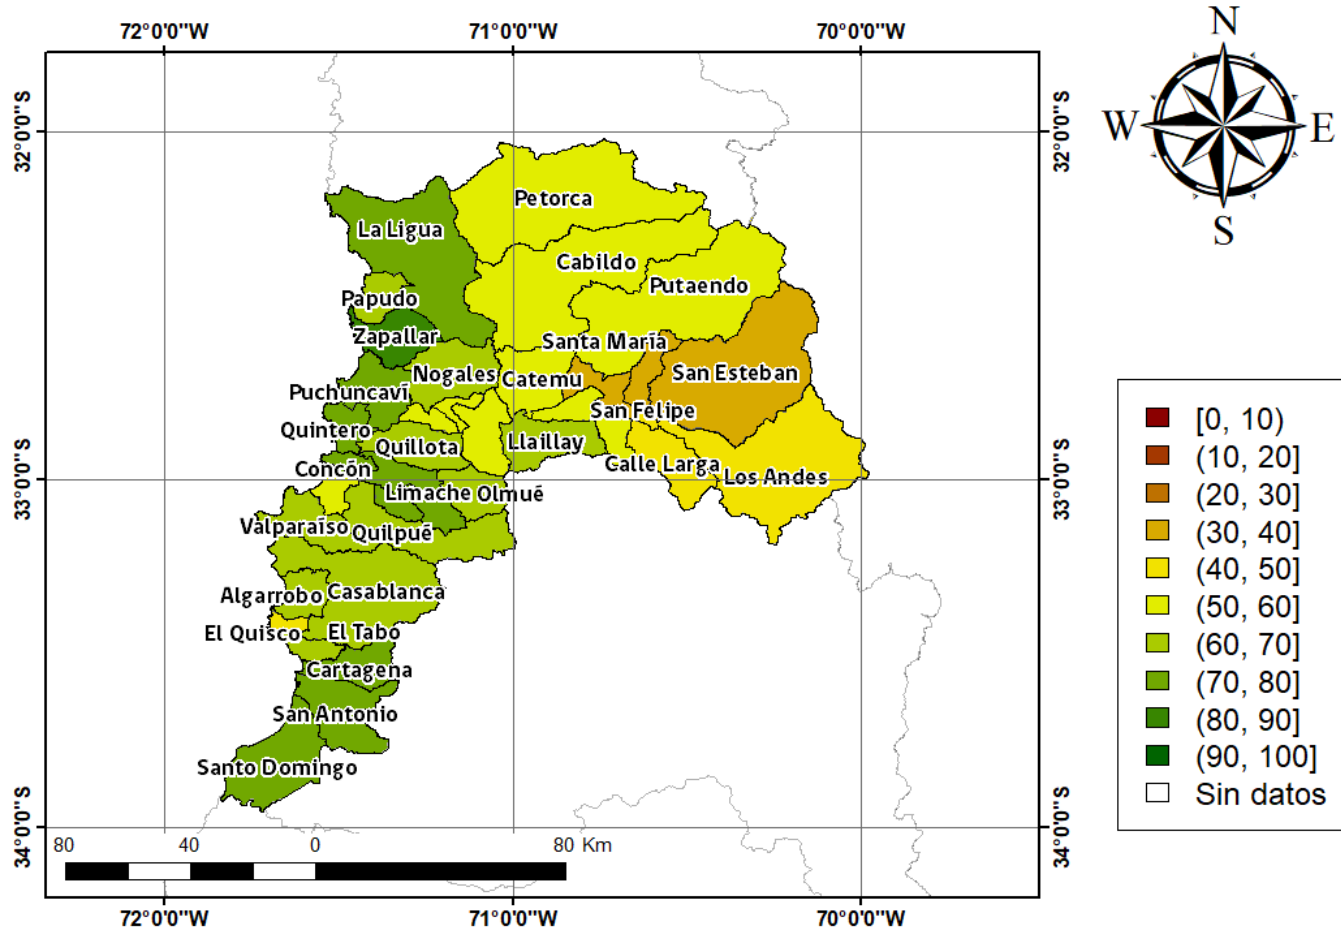 72°0'0"W 71°0'0"W 70°0'0"W
N
W E
S
32°0'0"S 32°0'0"S
Petorca
La Ligua
Cabildo
Putaendo
Papudo
Zapallar
Santa María
Nogales
Catemu
San Esteban
Puchuncaví
San Felipe
Quintero
Quillota
Llaillay
Concón
Calle Larga
Los Andes
33°0'0"S 33°0'0"S
Limache
Olmué
Valparaíso
Quilpué
Algarrobo
Casablanca
El Quisco
El Tabo
Cartagena
San Antonio
Santo Domingo
34°0'0"S 34°0'0"S
80 40 0 80 Km
72°0'0"W 71°0'0"W 70°0'0"W
[0, 10)
(10, 20]
(20, 30]
(30, 40]
(40, 50]
(50, 60]
(60, 70]
(70, 80]
(80, 90]
(90, 100]
Sin datos